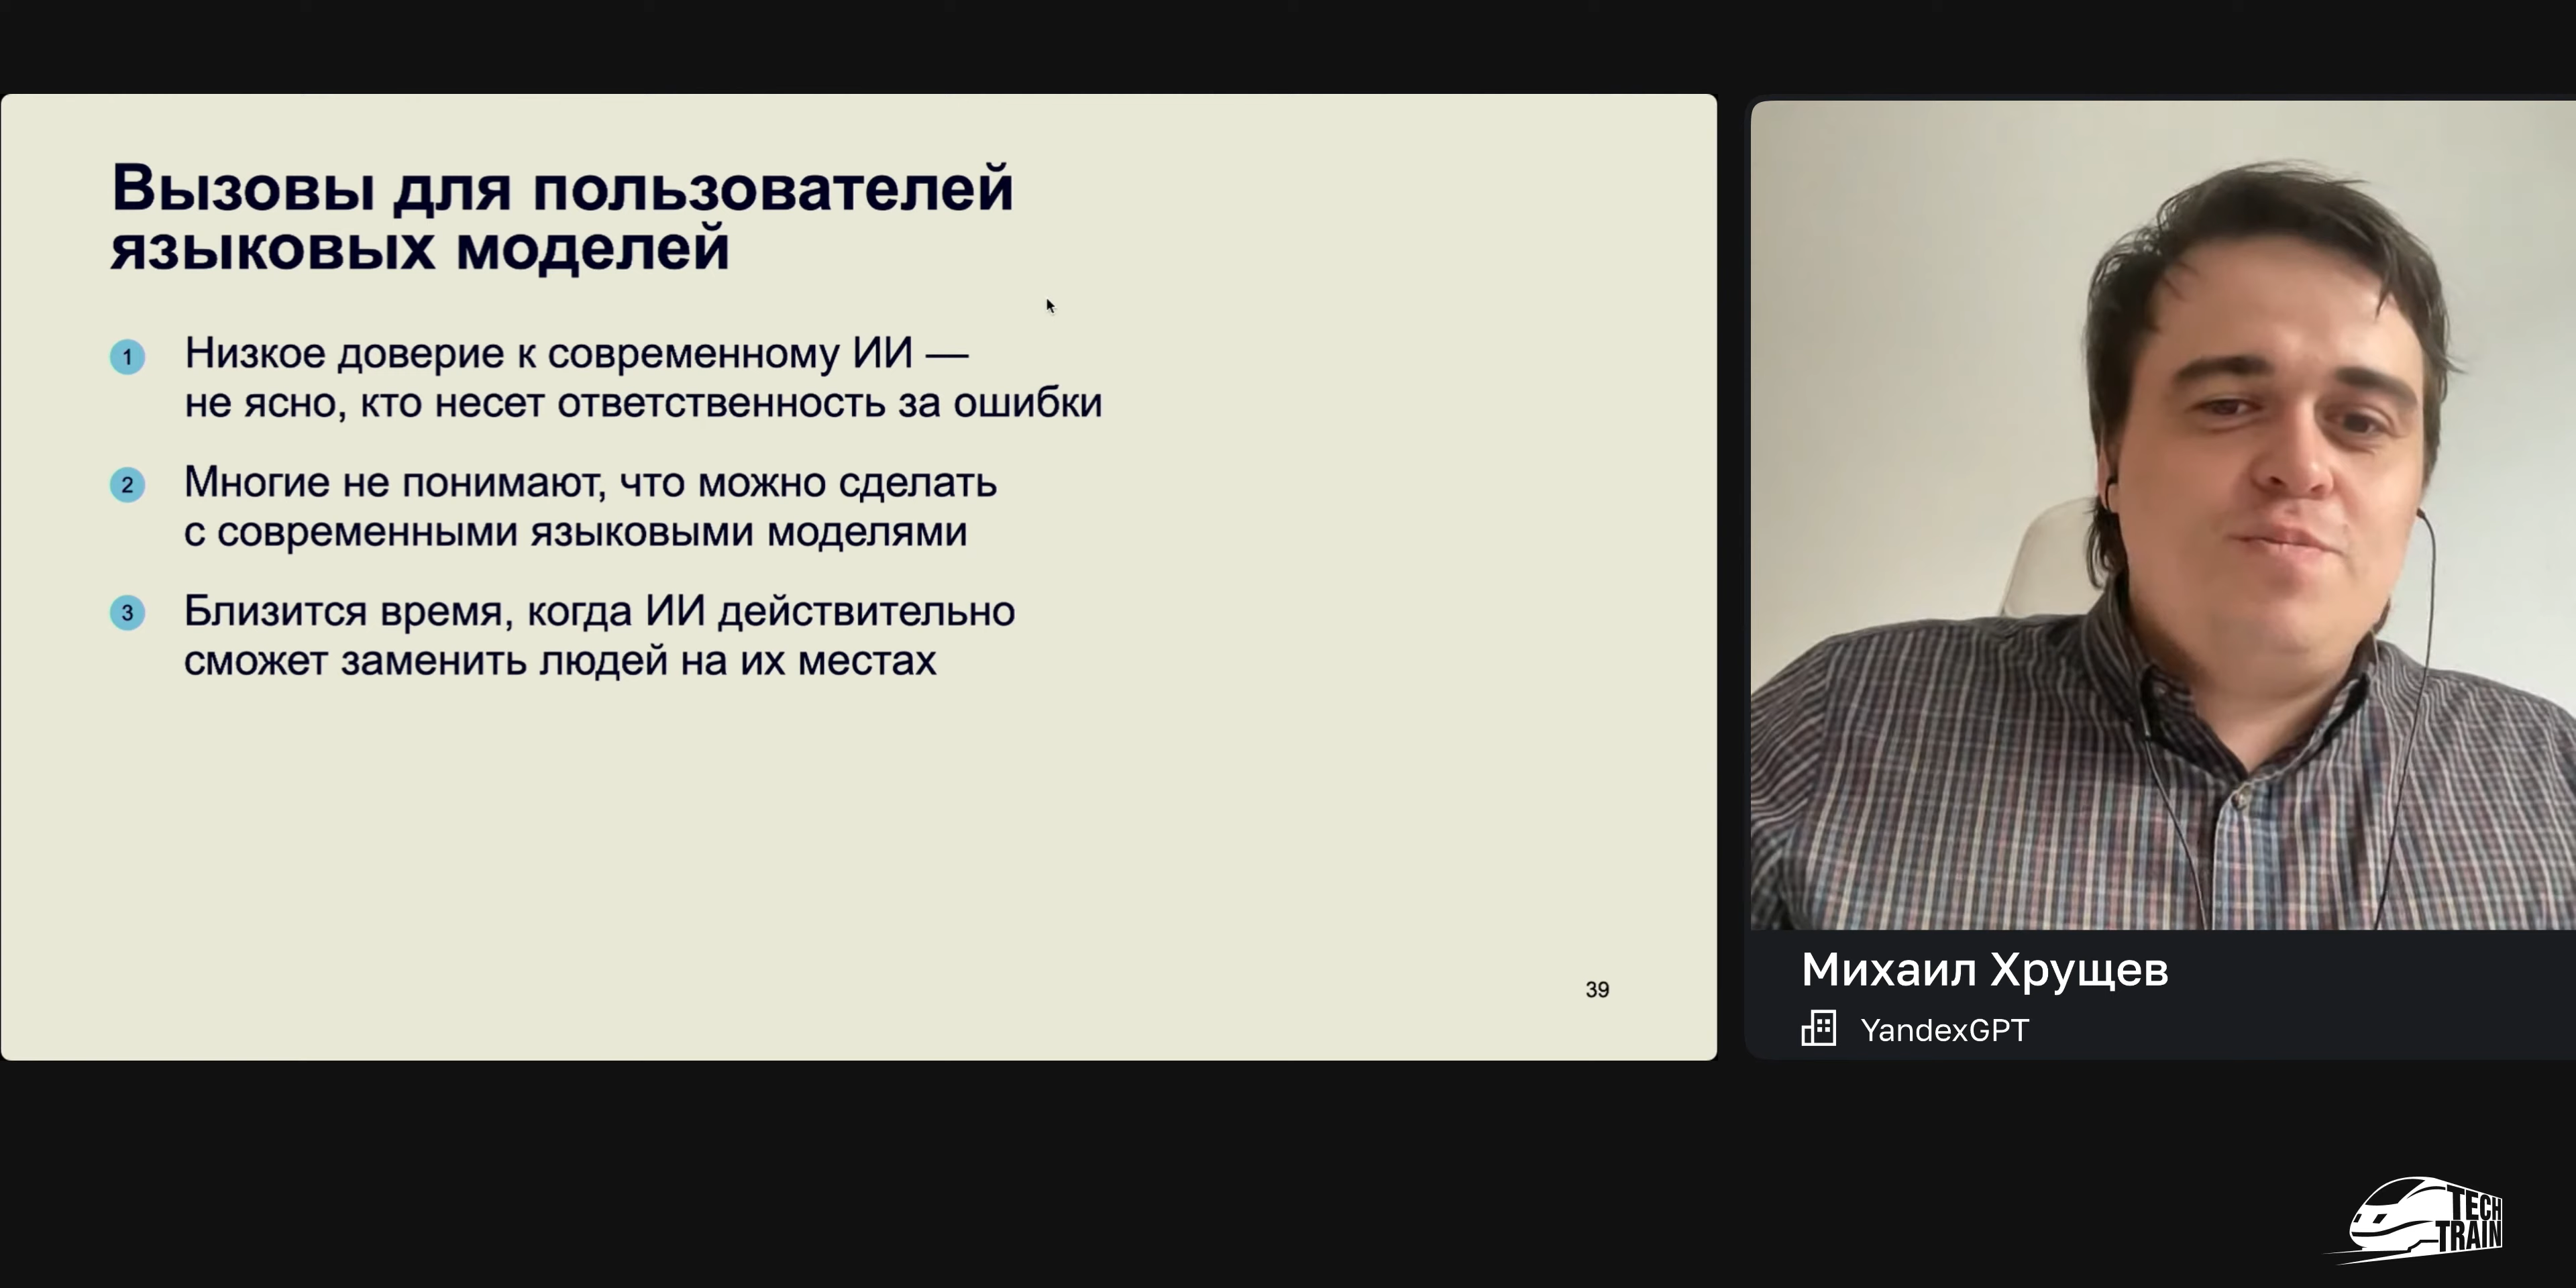 Вызовы для пользователей
языковых моделей
1 Низкое доверие к современному ИИ —
не ясно, кто несет ответственность за ошибки
2 Многие не понимают, что можно сделать
с современными языковыми моделями
3 Близится время, когда ИИ действительно
сможет заменить людей на их местах
39
Михаил Хрущев
YandexGPT
TECH
TRAIN